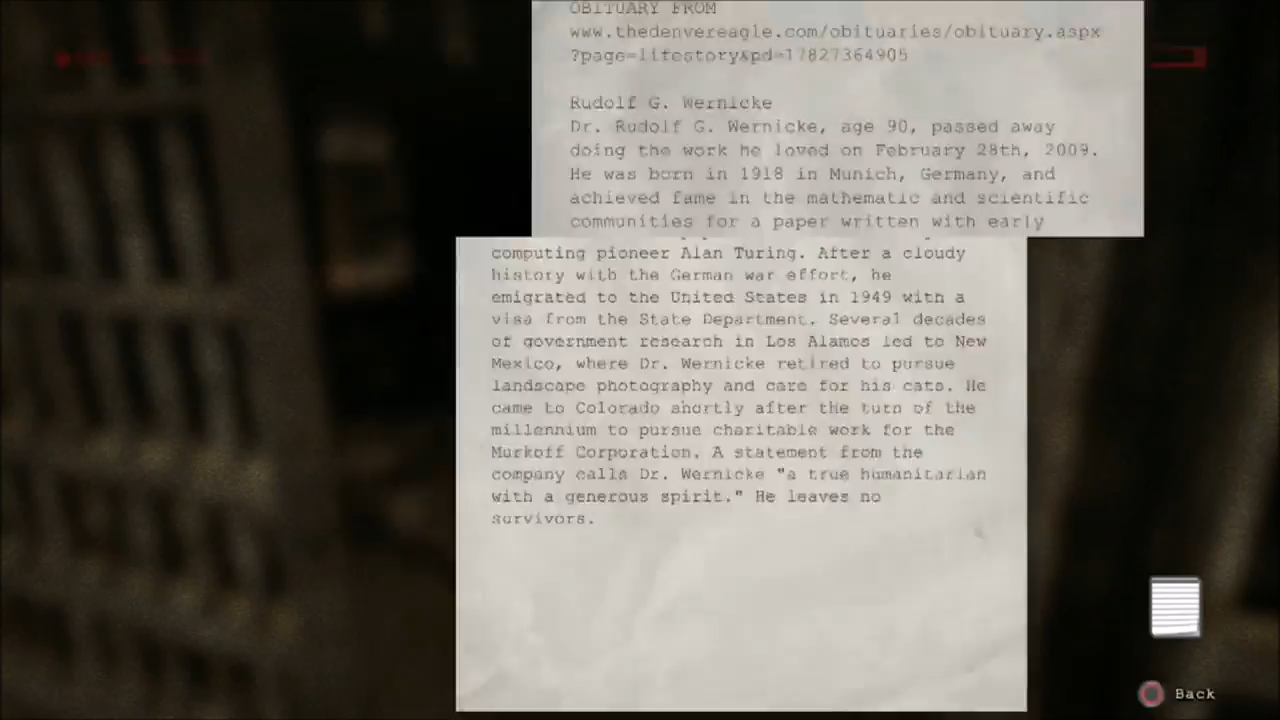 OBITUARY FROM
www.thedenvereagle.com/obituaries/obituary.aspx
?page=lifestory&pd=17827364905
Rudolf G. Wernicke
Dr. Rudolf G. Wernicke, age 90, passed away
doing the work he loved on February 28th, 2009.
He was born in 1918 in Munich, Germany, and
achieved fame in the mathematic and scientific
communities for a paper written with early
computing pioneer Alan Turing. After a cloudy
history with the German war effort, he
emigrated to the United States in 1949 with a
visa from the State Department. Several decades
of government research in Los Alamos led to New
Mexico, where Dr. Wernicke retired to pursue
landscape photography and care for his cats. He
came to Colorado shortly after the turn of the
millennium to pursue charitable work for the
Murkoff Corporation. A statement from the
company calls Dr. Wernicke "a true humanitarian
with a generous spirit." He leaves no
survivors.
Back